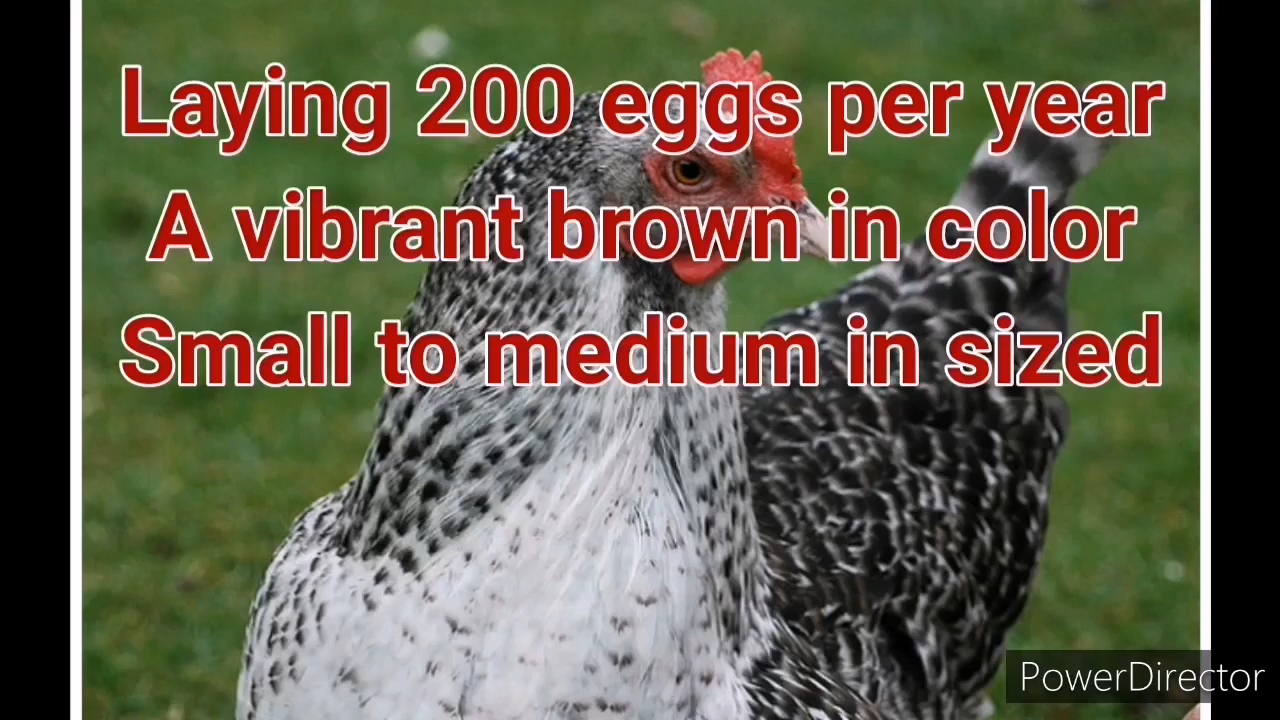 Laying 200 eggs per year
A vibrant brown in color
Small to medium in sized
PowerDirector